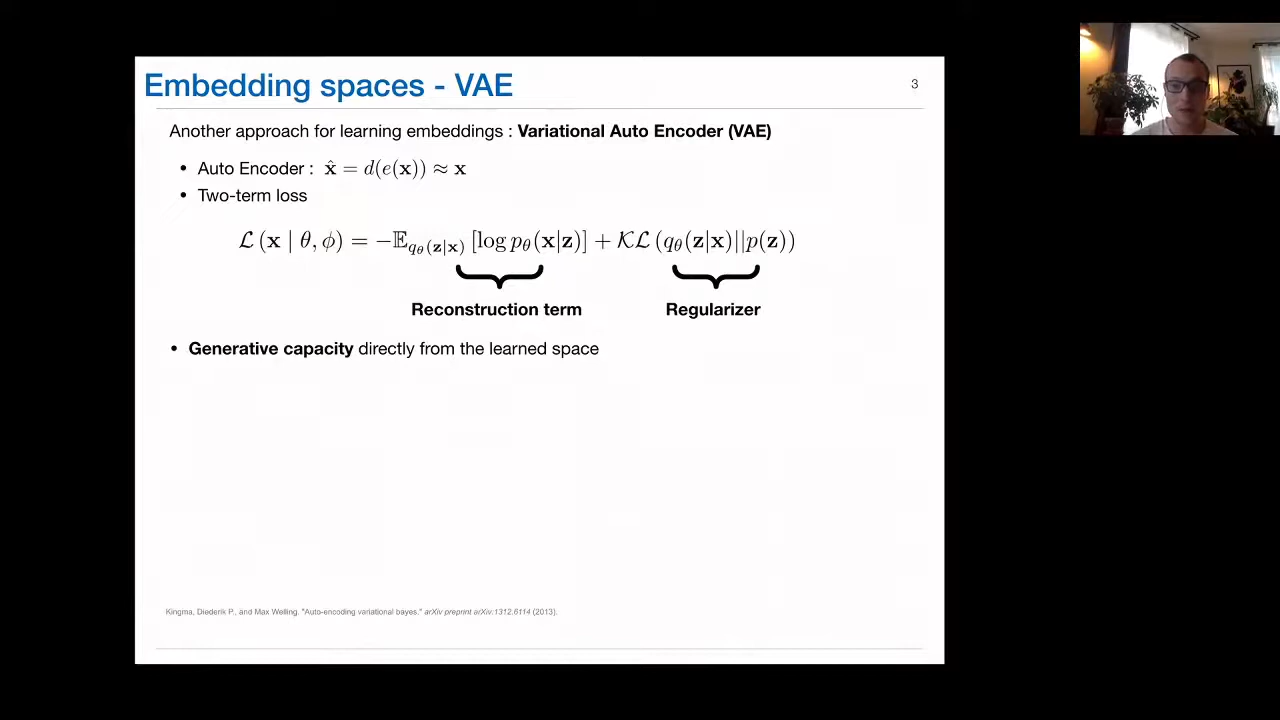 Embedding spaces - VAE
3
Another approach for learning embeddings : Variational Auto Encoder (VAE)
• Auto Encoder : x̂ = d(e(x)) ≈ x
• Two-term loss
ℒ (x | θ, ϕ) = −𝔼_{q_θ(z|x)} [log p_θ(x|z)] + 𝒦ℒ (q_θ(z|x)||p(z))
Reconstruction term Regularizer
• Generative capacity directly from the learned space
Kingma, Diederik P., and Max Welling. "Auto-encoding variational bayes." arXiv preprint arXiv:1312.6114 (2013).